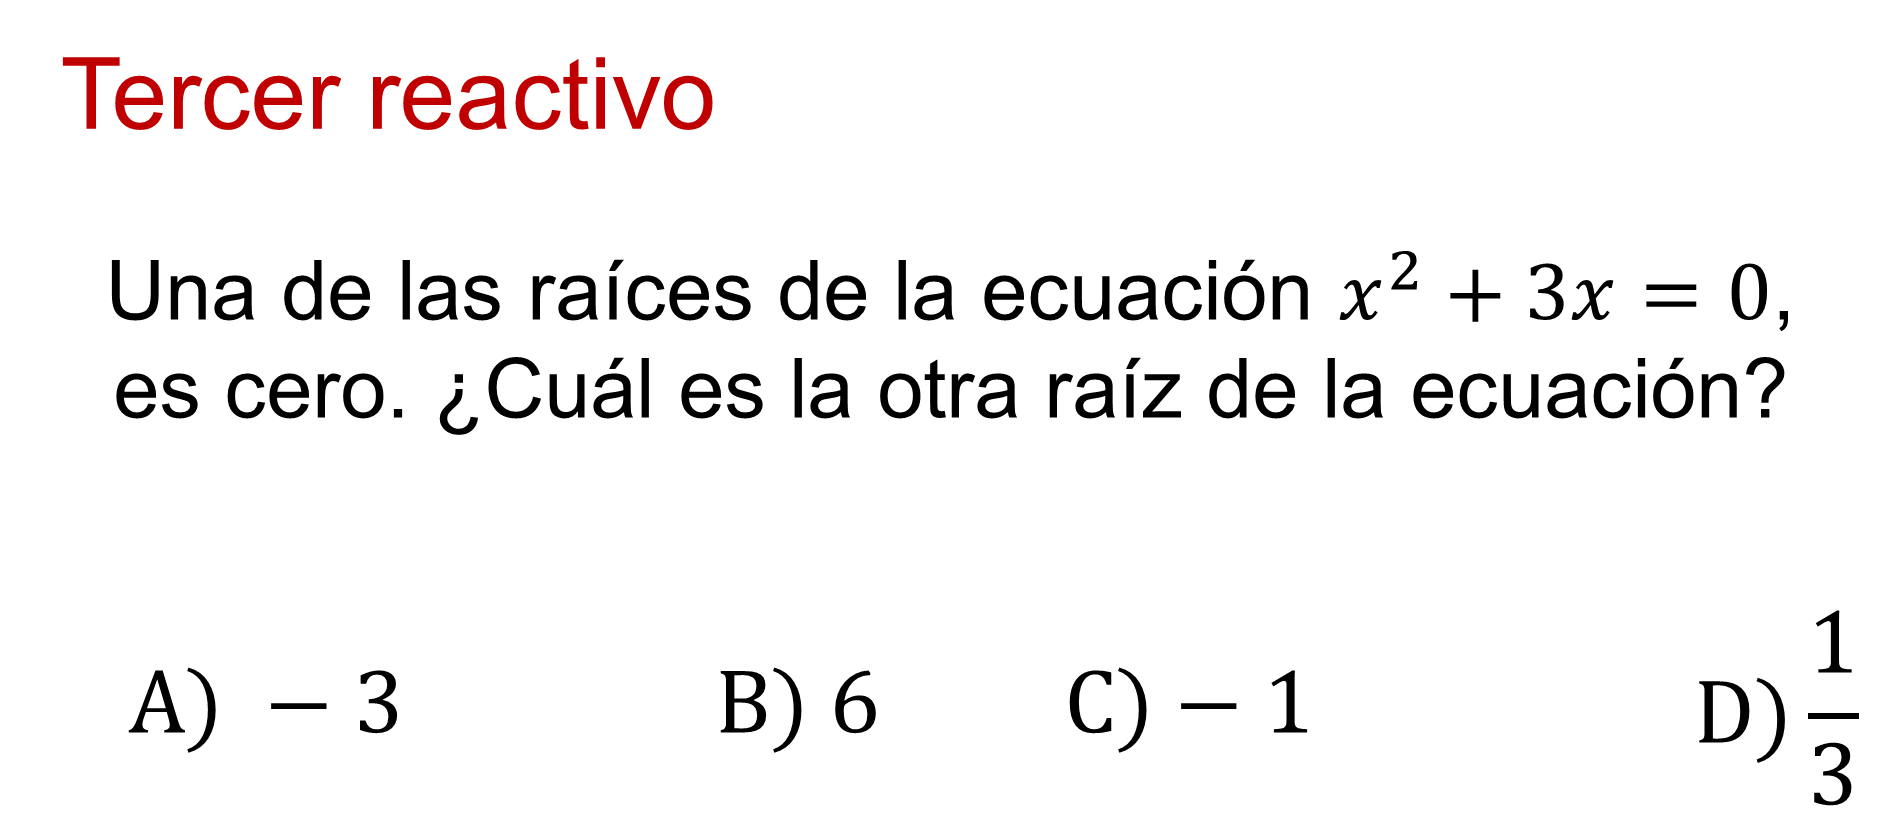 Tercer reactivo
Una de las raíces de la ecuación x² + 3x = 0,
es cero. ¿Cuál es la otra raíz de la ecuación?
A) − 3 B) 6 C) − 1 D) 1/3